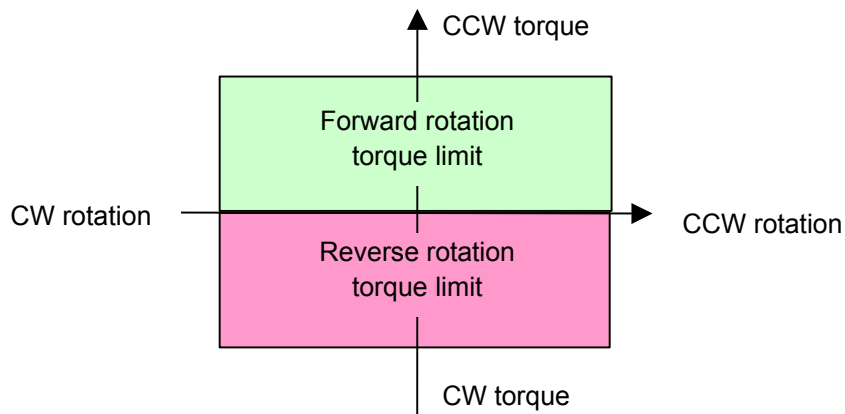 CCW torque
Forward rotation
torque limit
CW rotation
CCW rotation
Reverse rotation
torque limit
CW torque